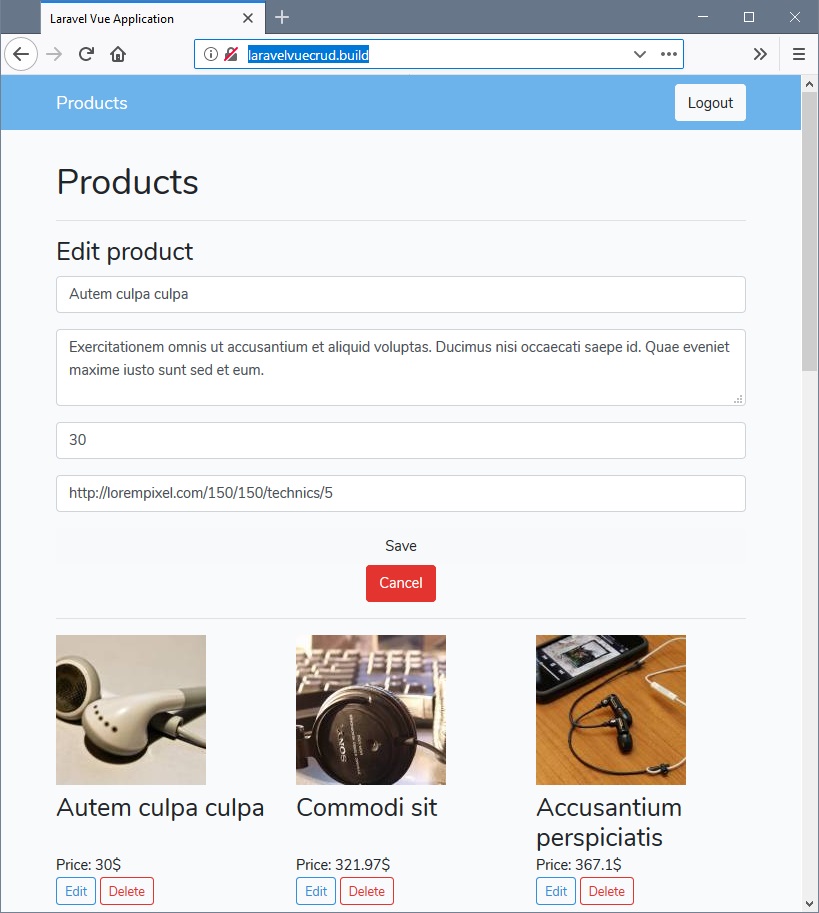 Laravel Vue Application
laravelvuecrud.build
Products
Logout
Products
Edit product
Autem culpa culpa
Exercitationem omnis ut accusantium et aliquid voluptas. Ducimus nisi occaecati saepe id. Quae eveniet
maxime iusto sunt sed et eum.
30
http://lorempixel.com/150/150/technics/5
Save
Cancel
SONY
Autem culpa culpa
Commodi sit
Accusantium
perspiciatis
Price: 30$
Price: 321.97$
Price: 367.1$
Edit
Delete
Edit
Delete
Edit
Delete